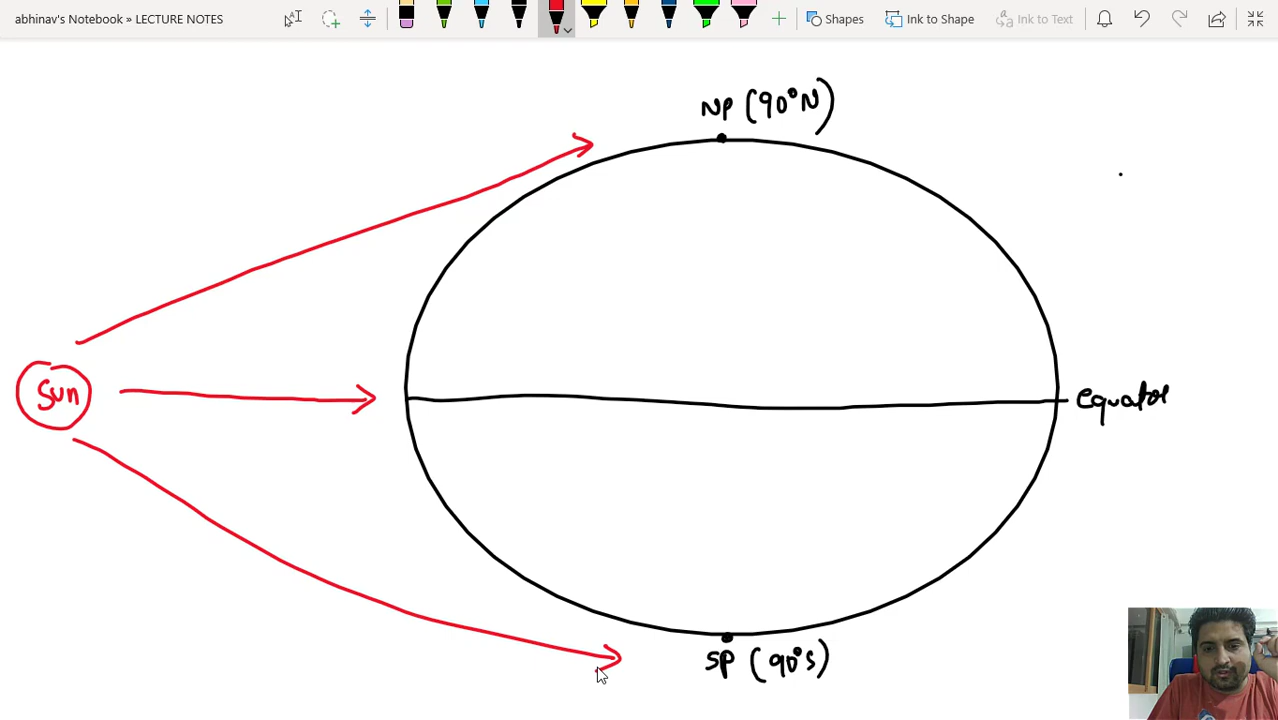 abhinav's Notebook » LECTURE NOTES
Shapes
Ink to Shape
Ink to Text
NP (90°N)
Sun
equator
SP (90°S)